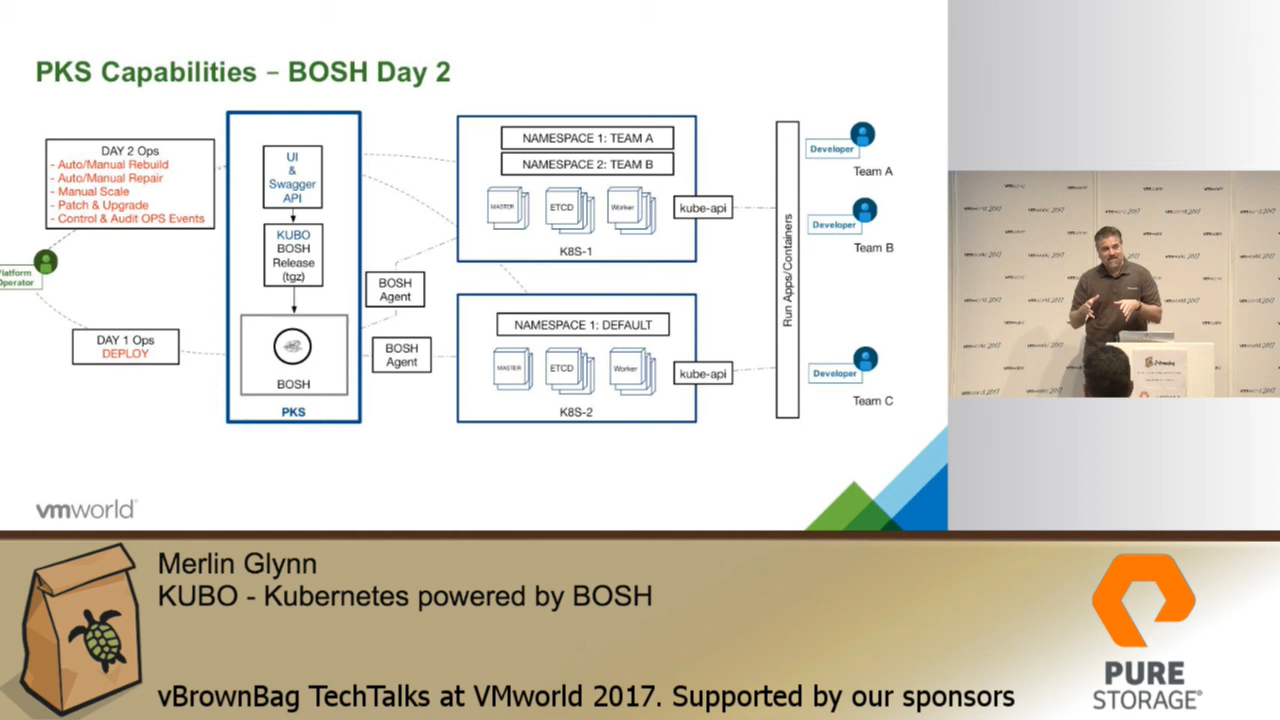 PKS Capabilities – BOSH Day 2
DAY 2 Ops
- Auto/Manual Rebuild
- Auto/Manual Repair
- Manual Scale
- Patch & Upgrade
- Control & Audit OPS Events
Platform
Operator
DAY 1 Ops
DEPLOY
UI
&
Swagger
API
KUBO
BOSH
Release
(tgz)
BOSH
PKS
BOSH
Agent
BOSH
Agent
NAMESPACE 1: TEAM A
NAMESPACE 2: TEAM B
MASTER
ETCD
Worker
K8S-1
kube-api
NAMESPACE 1: DEFAULT
MASTER
ETCD
Worker
K8S-2
kube-api
Run Apps/Containers
Developer
Team A
Developer
Team B
Developer
Team C
vmworld
Merlin Glynn
KUBO - Kubernetes powered by BOSH
vBrownBag TechTalks at VMworld 2017. Supported by our sponsors
PURE
STORAGE®